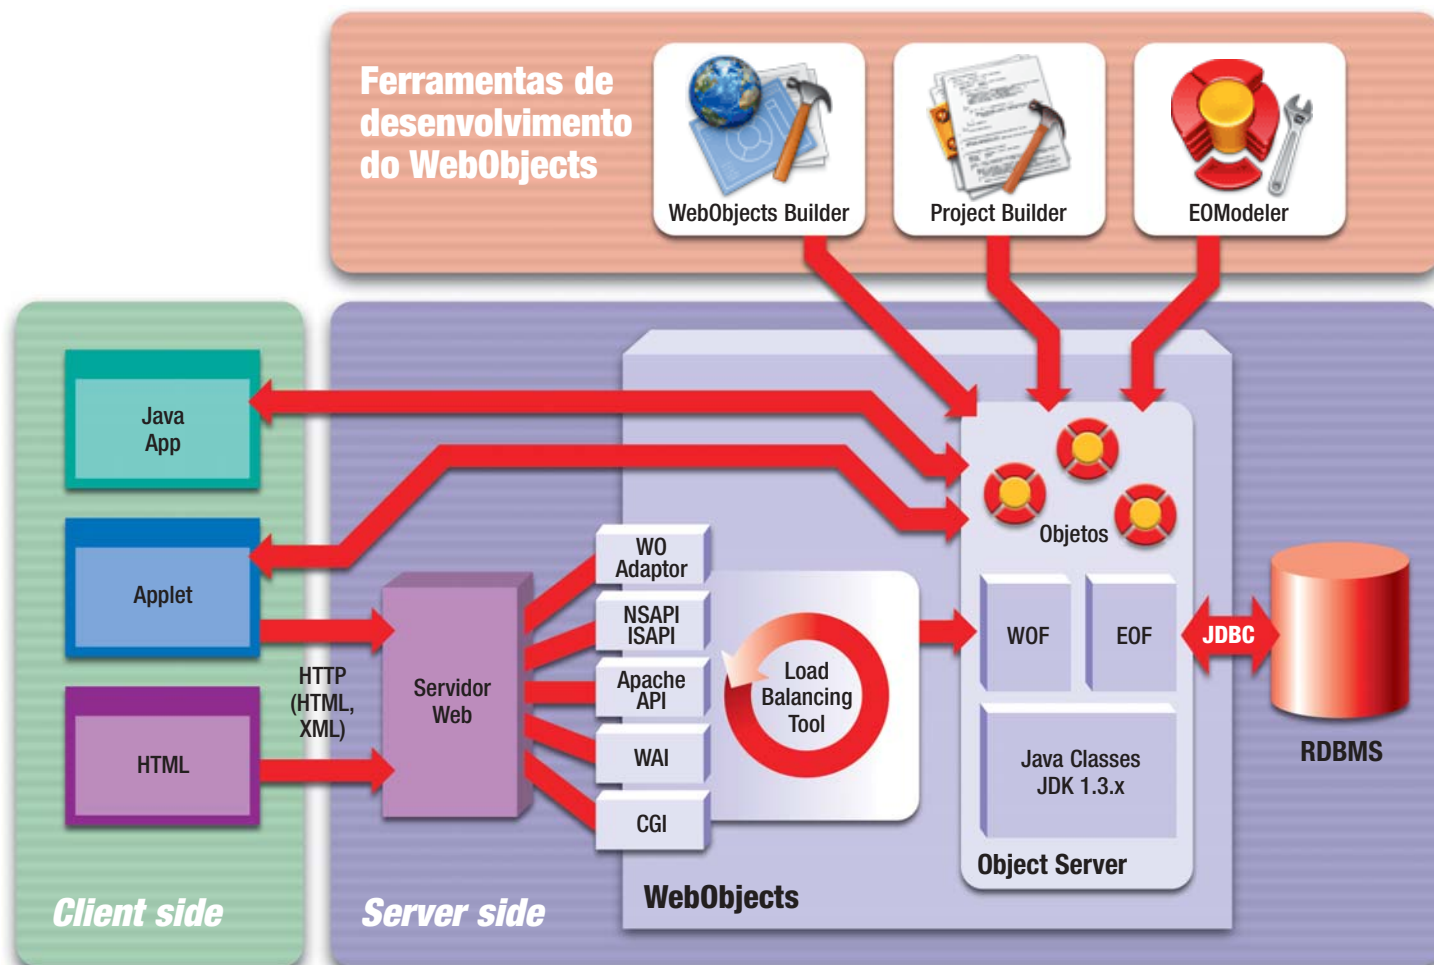 Ferramentas de
desenvolvimento
do WebObjects
WebObjects Builder
Project Builder
EOModeler
Java
App
Applet
HTML
HTTP
(HTML,
XML)
Client side
Servidor
Web
WO
Adaptor
NSAPI
ISAPI
Apache
API
WAI
CGI
Load
Balancing
Tool
Objetos
WOF
EOF
Java Classes
JDK 1.3.x
Object Server
JDBC
RDBMS
WebObjects
Server side